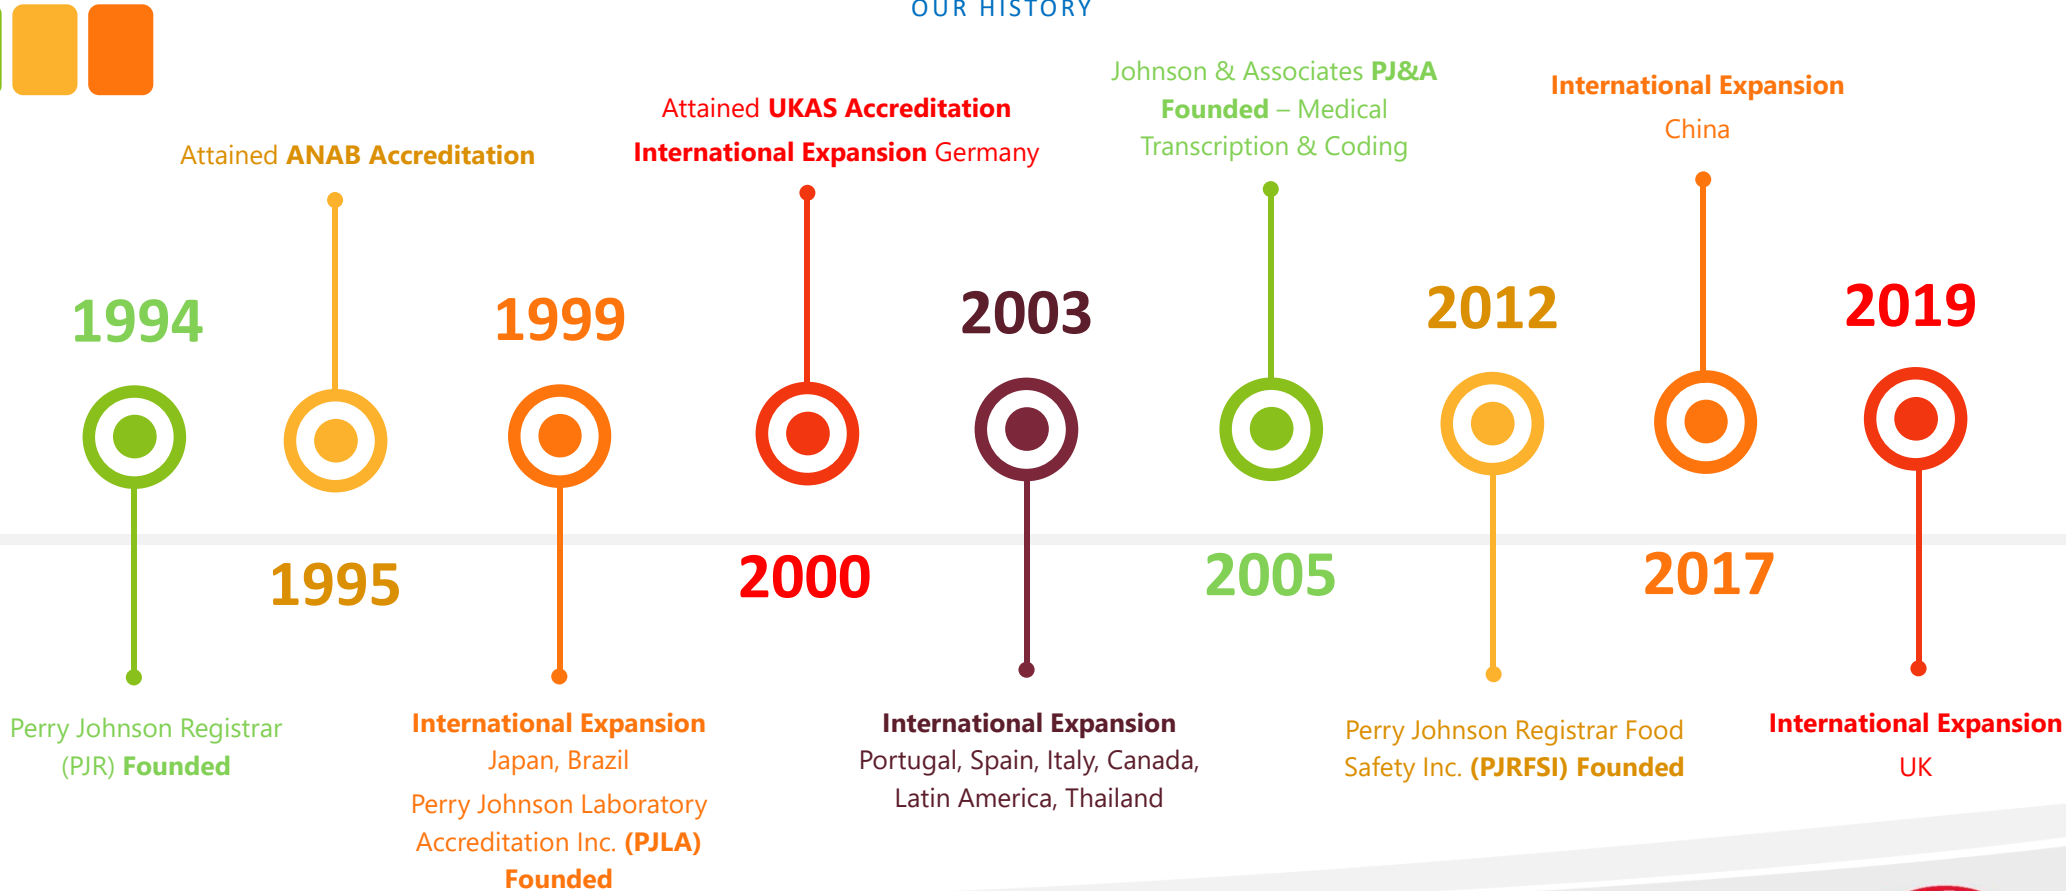 OUR HISTORY
1994
Perry Johnson Registrar
(PJR) Founded
Attained ANAB Accreditation
1995
1999
International Expansion
Japan, Brazil
Perry Johnson Laboratory
Accreditation Inc. (PJLA)
Founded
Attained UKAS Accreditation
International Expansion Germany
2000
2003
International Expansion
Portugal, Spain, Italy, Canada,
Latin America, Thailand
Johnson & Associates PJ&A
Founded – Medical
Transcription & Coding
2005
2012
Perry Johnson Registrar Food
Safety Inc. (PJRFSI) Founded
International Expansion
China
2017
2019
International Expansion
UK